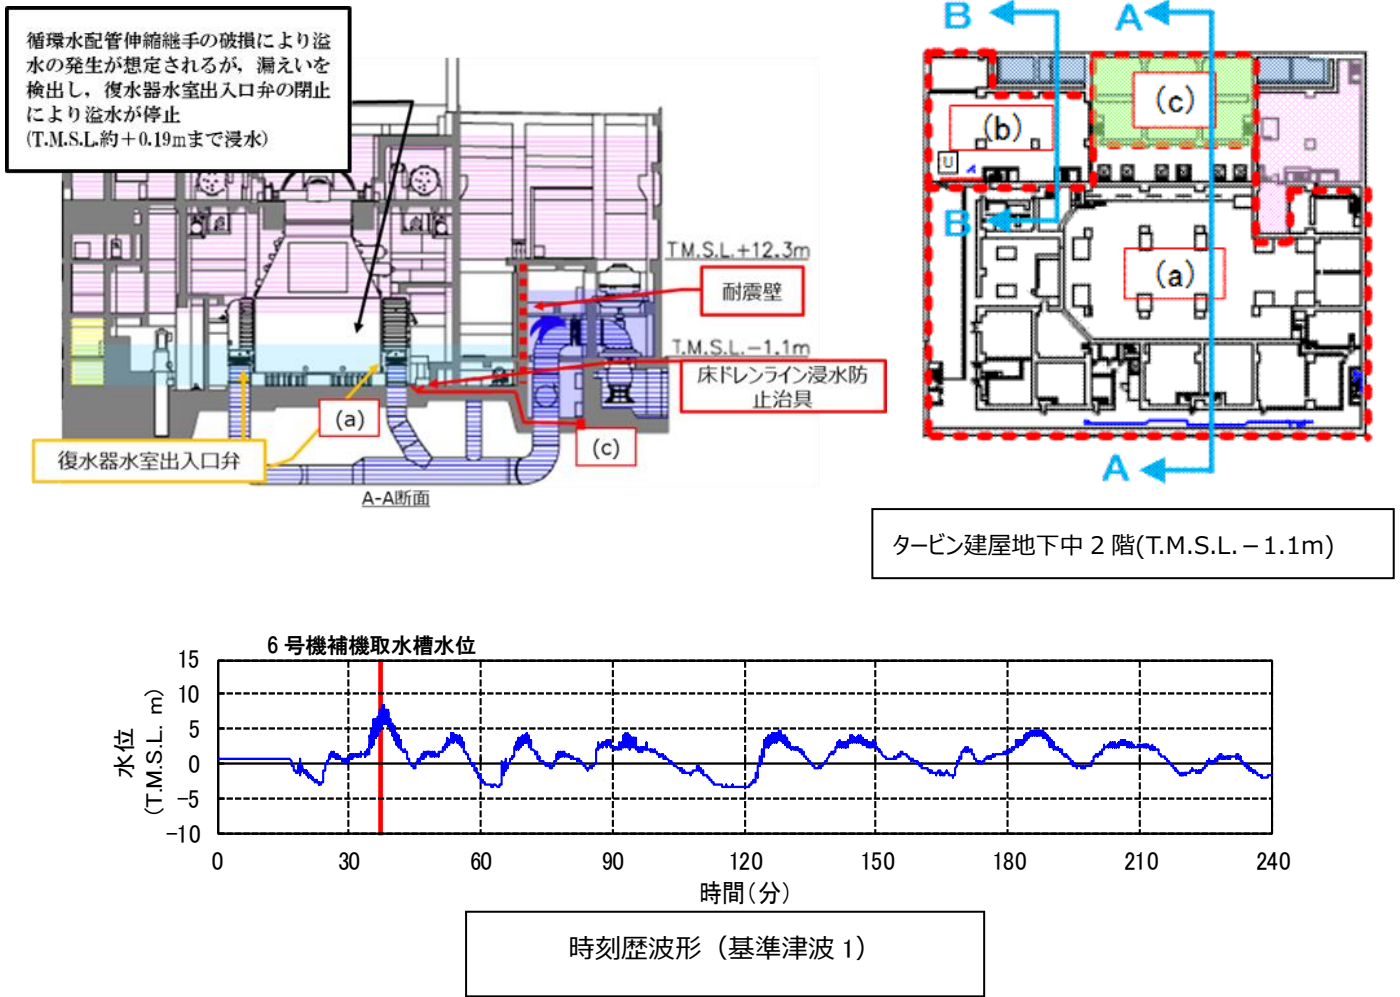 循環水配管伸縮継手の破損により溢
水の発生が想定されるが，漏えいを
検出し，復水器水室出入口弁の閉止
により溢水が停止
(T.M.S.L.約＋0.19mまで浸水)
T.M.S.L.+12.3m
耐震壁
T.M.S.L.−1.1m
床ドレンライン浸水防
止治具
(a)
(c)
復水器水室出入口弁
A-A断面
B
A
(c)
(b)
U
B
(a)
A
タービン建屋地下中 2 階(T.M.S.L.－1.1m)
6 号機補機取水槽水位
水位
(T.M.S.L. m)
15
10
5
0
−5
−10
0 30 60 90 120 150 180 210 240
時間(分)
時刻歴波形（基準津波 1）